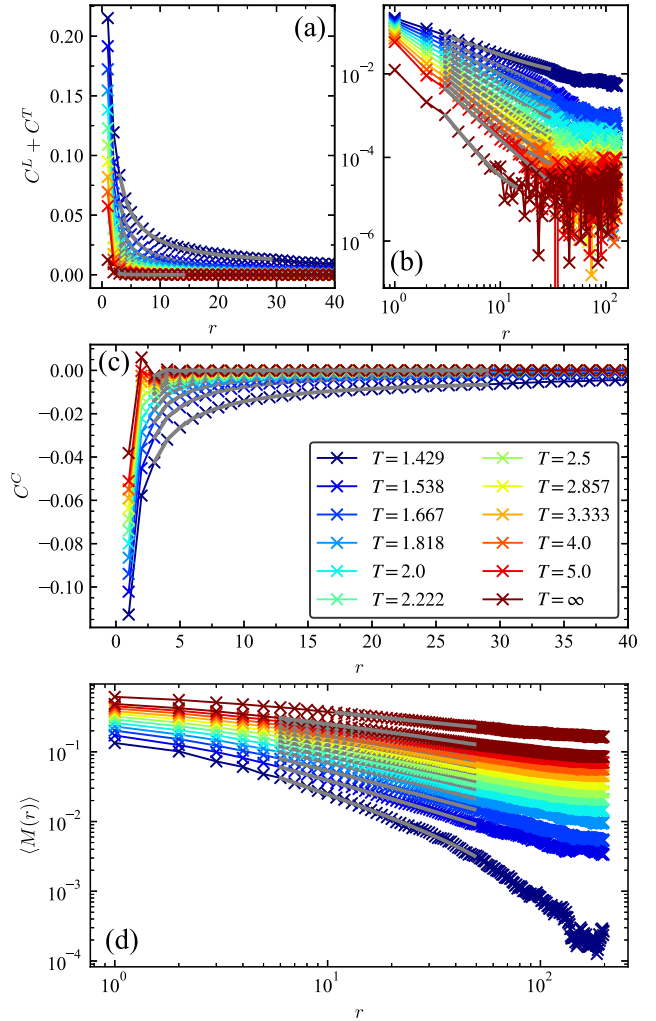 (a)
0.20
0.15
0.10
0.05
0.00
C^L + C^T
0 10 20 30 40
r
10^−2
10^−4
10^−6
(b)
10^0 10^1 10^2
r
(c)
0.00
−0.02
−0.04
−0.06
−0.08
−0.10
C^C
T = 1.429 T = 2.5
T = 1.538 T = 2.857
T = 1.667 T = 3.333
T = 1.818 T = 4.0
T = 2.0 T = 5.0
T = 2.222 T = ∞
0 5 10 15 20 25 30 35 40
r
10^−1
10^−2
10^−3
10^−4
⟨M(r)⟩
(d)
10^0 10^1 10^2
r